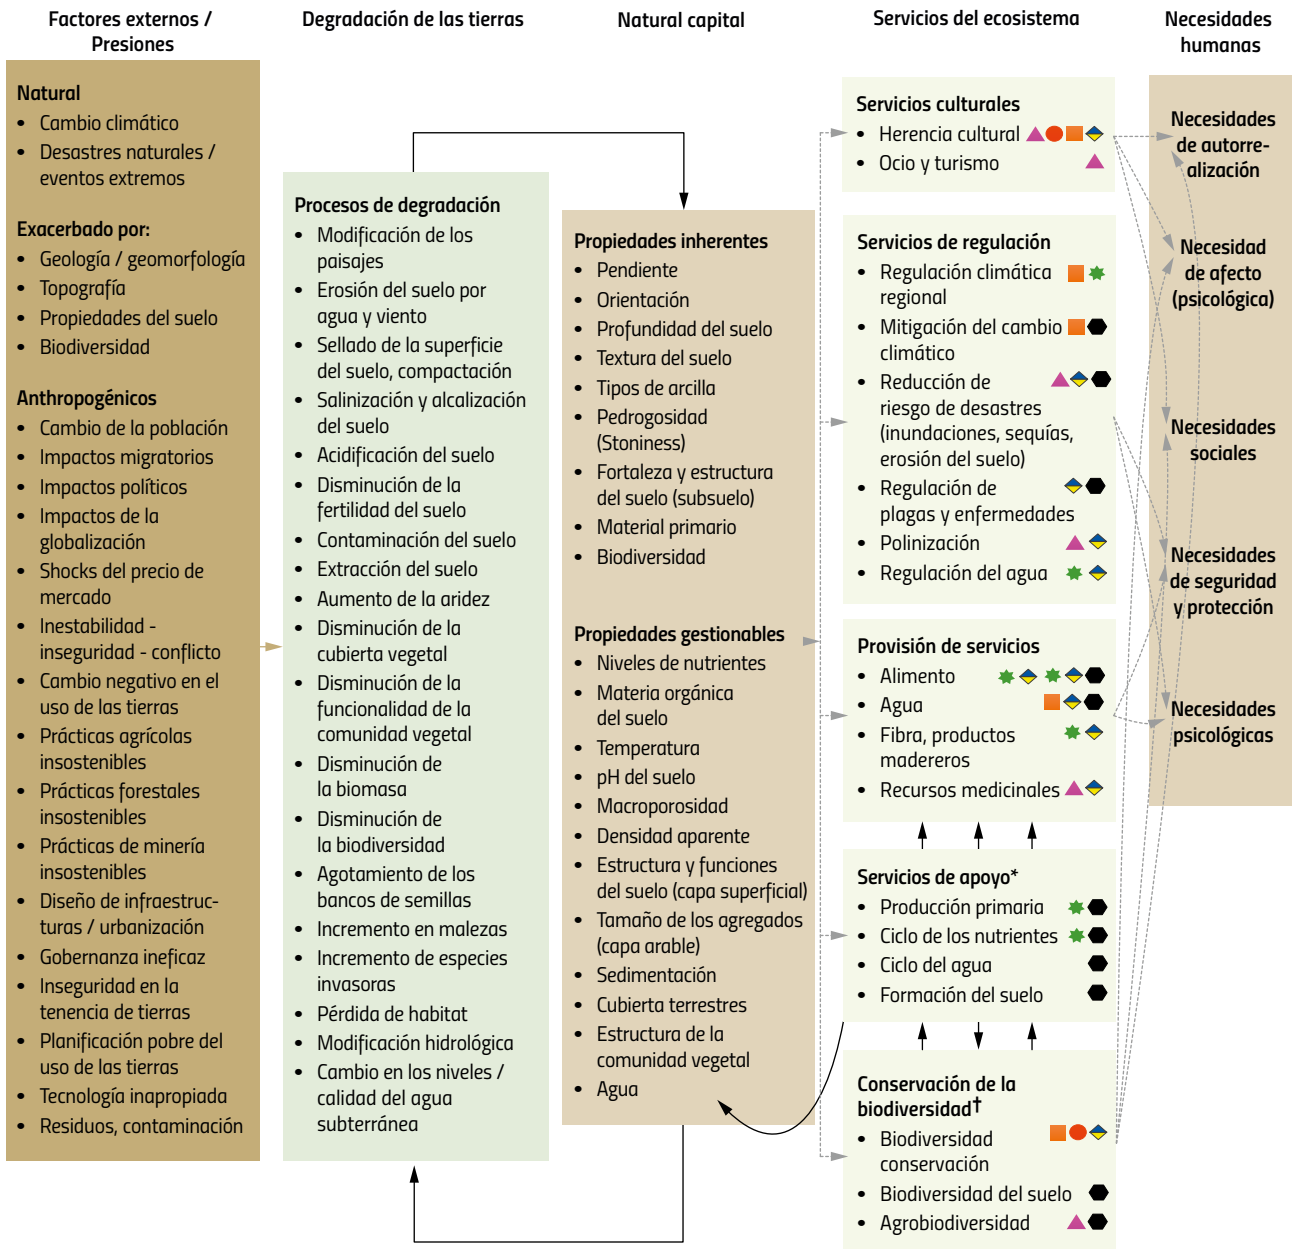 Factores externos /
Presiones
Natural
• Cambio climático
• Desastres naturales /
eventos extremos
Exacerbado por:
• Geología / geomorfología
• Topografía
• Propiedades del suelo
• Biodiversidad
Anthropogénicos
• Cambio de la población
• Impactos migratorios
• Impactos políticos
• Impactos de la
globalización
• Shocks del precio de
mercado
• Inestabilidad -
inseguridad - conflicto
• Cambio negativo en el
uso de las tierras
• Prácticas agrícolas
insostenibles
• Prácticas forestales
insostenibles
• Prácticas de minería
insostenibles
• Diseño de infraestruc-
turas / urbanización
• Gobernanza ineficaz
• Inseguridad en la
tenencia de tierras
• Planificación pobre del
uso de las tierras
• Tecnología inapropiada
• Residuos, contaminación
Degradación de las tierras
Procesos de degradación
• Modificación de los
paisajes
• Erosión del suelo por
agua y viento
• Sellado de la superficie
del suelo, compactación
• Salinización y alcalización
del suelo
• Acidificación del suelo
• Disminución de la
fertilidad del suelo
• Contaminación del suelo
• Extracción del suelo
• Aumento de la aridez
• Disminución de la
cubierta vegetal
• Disminución de la
funcionalidad de la
comunidad vegetal
• Disminución de
la biomasa
• Disminución de
la biodiversidad
• Agotamiento de los
bancos de semillas
• Incremento en malezas
• Incremento de especies
invasoras
• Pérdida de habitat
• Modificación hidrológica
• Cambio en los niveles /
calidad del agua
subterránea
Natural capital
Propiedades inherentes
• Pendiente
• Orientación
• Profundidad del suelo
• Textura del suelo
• Tipos de arcilla
• Pedrogosidad
(Stoniness)
• Fortaleza y estructura
del suelo (subsuelo)
• Material primario
• Biodiversidad
Propiedades gestionables
• Niveles de nutrientes
• Materia orgánica
del suelo
• Temperatura
• pH del suelo
• Macroporosidad
• Densidad aparente
• Estructura y funciones
del suelo (capa superficial)
• Tamaño de los agregados
(capa arable)
• Sedimentación
• Cubierta terrestres
• Estructura de la
comunidad vegetal
• Agua
Servicios del ecosistema
Servicios culturales
• Herencia cultural
• Ocio y turismo
Servicios de regulación
• Regulación climática
regional
• Mitigación del cambio
climático
• Reducción de
riesgo de desastres
(inundaciones, sequías,
erosión del suelo)
• Regulación de
plagas y enfermedades
• Polinización
• Regulación del agua
Provisión de servicios
• Alimento
• Agua
• Fibra, productos
madereros
• Recursos medicinales
Servicios de apoyo*
• Producción primaria
• Ciclo de los nutrientes
• Ciclo del agua
• Formación del suelo
Conservación de la
biodiversidad†
• Biodiversidad
conservación
• Biodiversidad del suelo
• Agrobiodiversidad
Necesidades
humanas
Necesidades
de autorre-
alización
Necesidad
de afecto
(psicológica)
Necesidades
sociales
Necesidades
de seguridad
y protección
Necesidades
psicológicas